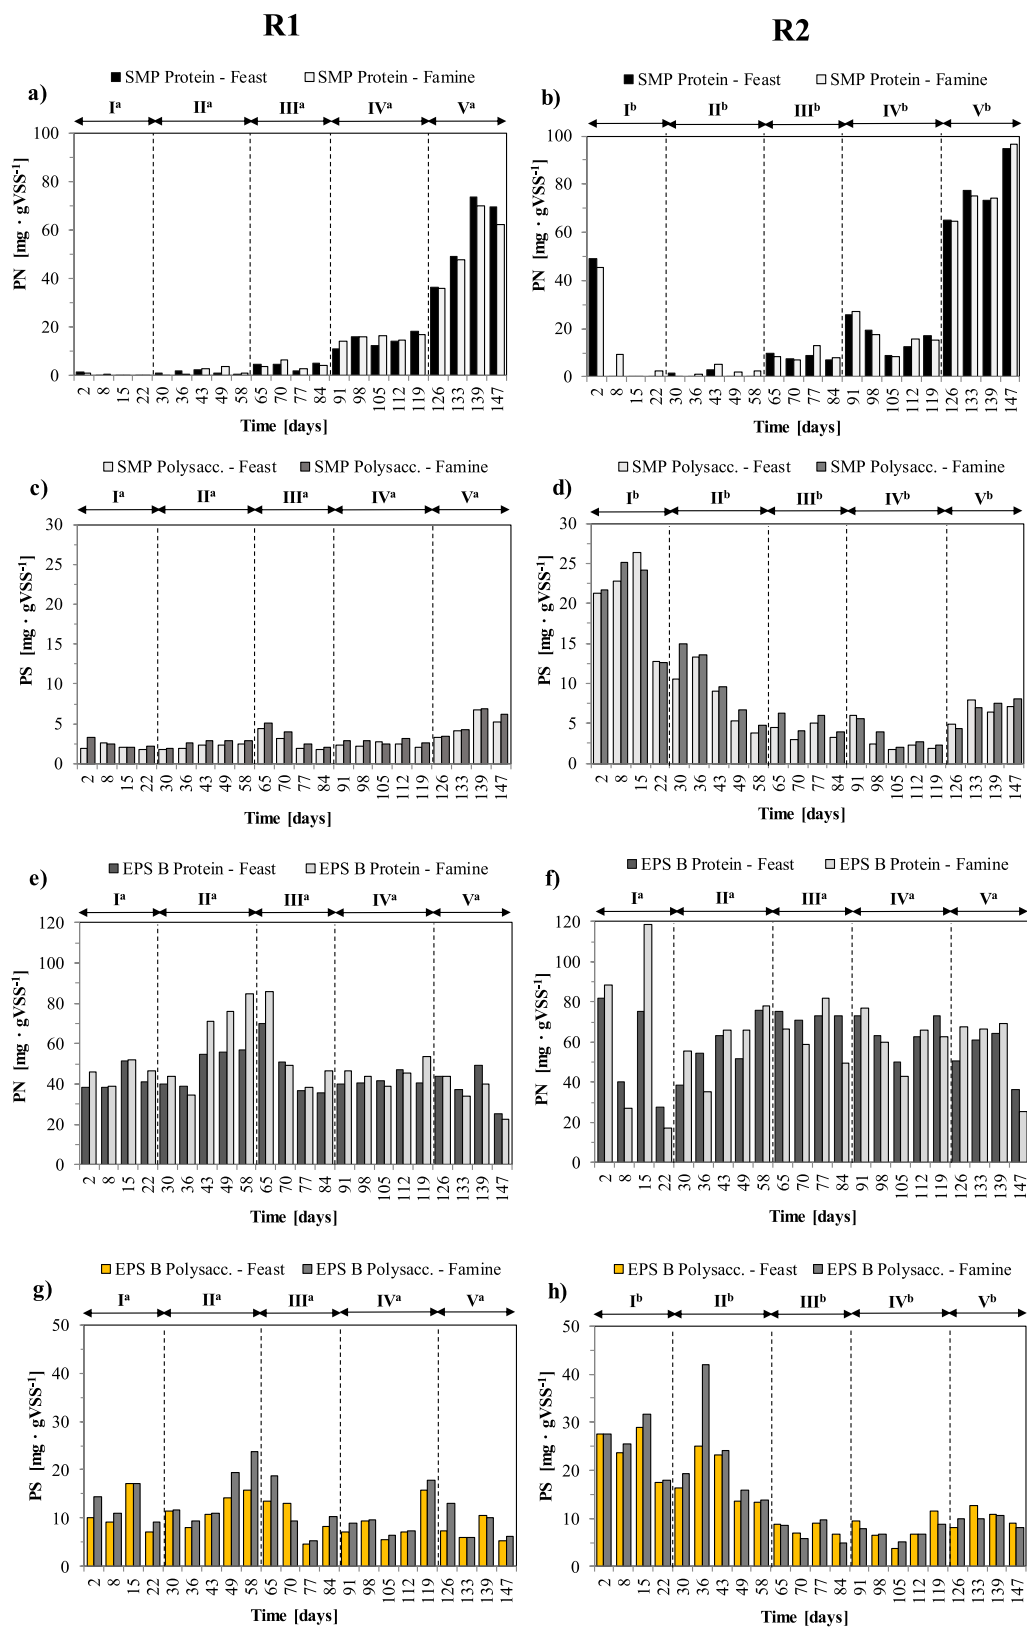 R1
R2
SMP Protein - Feast SMP Protein - Famine
a)
Iᵃ IIᵃ IIIᵃ IVᵃ Vᵃ
100
80
60
40
20
0
PN [mg · gVSS⁻¹]
2 8 15 22 30 36 43 49 58 65 70 77 84 91 98 105 112 119 126 133 139 147
Time [days]
SMP Protein - Feast SMP Protein - Famine
b)
Iᵇ IIᵇ IIIᵇ IVᵇ Vᵇ
100
80
60
40
20
0
PN [mg · gVSS⁻¹]
2 8 15 22 30 36 43 49 58 65 70 77 84 91 98 105 112 119 126 133 139 147
Time [days]
SMP Polysacc. - Feast SMP Polysacc. - Famine
c)
Iᵃ IIᵃ IIIᵃ IVᵃ Vᵃ
30
25
20
15
10
5
0
PS [mg · gVSS⁻¹]
2 8 15 22 30 36 43 49 58 65 70 77 84 91 98 105 112 119 126 133 139 147
Time [days]
SMP Polysacc. - Feast SMP Polysacc. - Famine
d)
Iᵇ IIᵇ IIIᵇ IVᵇ Vᵇ
30
25
20
15
10
5
0
PS [mg · gVSS⁻¹]
2 8 15 22 30 36 43 49 58 65 70 77 84 91 98 105 112 119 126 133 139 147
Time [days]
EPS B Protein - Feast EPS B Protein - Famine
e)
Iᵃ IIᵃ IIIᵃ IVᵃ Vᵃ
120
100
80
60
40
20
0
PN [mg · gVSS⁻¹]
2 8 15 22 30 36 43 49 58 65 70 77 84 91 98 105 112 119 126 133 139 147
Time [days]
EPS B Protein - Feast EPS B Protein - Famine
f)
Iᵃ IIᵃ IIIᵃ IVᵃ Vᵃ
120
100
80
60
40
20
0
PN [mg · gVSS⁻¹]
2 8 15 22 30 36 43 49 58 65 70 77 84 91 98 105 112 119 126 133 139 147
Time [days]
EPS B Polysacc. - Feast EPS B Polysacc. - Famine
g)
Iᵃ IIᵃ IIIᵃ IVᵃ Vᵃ
50
40
30
20
10
0
PS [mg · gVSS⁻¹]
2 8 15 22 30 36 43 49 58 65 70 77 84 91 98 105 112 119 126 133 139 147
Time [days]
EPS B Polysacc. - Feast EPS B Polysacc. - Famine
h)
Iᵇ IIᵇ IIIᵇ IVᵇ Vᵇ
50
40
30
20
10
0
PS [mg · gVSS⁻¹]
2 8 15 22 30 36 43 49 58 65 70 77 84 91 98 105 112 119 126 133 139 147
Time [days]